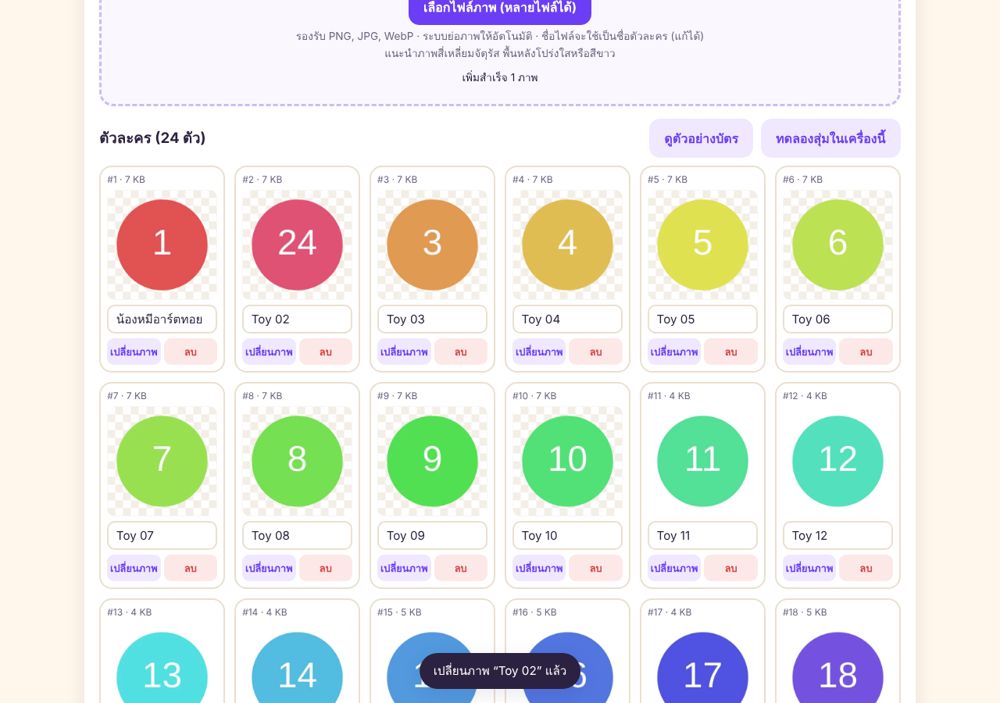 เลือกไฟล์ภาพ (หลายไฟล์ได้)
รองรับ PNG, JPG, WebP · ระบบย่อภาพให้อัตโนมัติ · ชื่อไฟล์จะใช้เป็นชื่อตัวละคร (แก้ได้)
แนะนำภาพสี่เหลี่ยมจัตุรัส พื้นหลังโปร่งใสหรือสีขาว
เพิ่มสำเร็จ 1 ภาพ
ตัวละคร (24 ตัว)
ดูตัวอย่างบัตร
ทดลองสุ่มในเครื่องนี้
#1 · 7 KB
#2 · 7 KB
#3 · 7 KB
#4 · 7 KB
#5 · 7 KB
#6 · 7 KB
1
24
3
4
5
6
น้องหมีอาร์ตทอย
Toy 02
Toy 03
Toy 04
Toy 05
Toy 06
เปลี่ยนภาพ ลบ
เปลี่ยนภาพ ลบ
เปลี่ยนภาพ ลบ
เปลี่ยนภาพ ลบ
เปลี่ยนภาพ ลบ
เปลี่ยนภาพ ลบ
#7 · 7 KB
#8 · 7 KB
#9 · 7 KB
#10 · 7 KB
#11 · 4 KB
#12 · 4 KB
7
8
9
10
11
12
Toy 07
Toy 08
Toy 09
Toy 10
Toy 11
Toy 12
เปลี่ยนภาพ ลบ
เปลี่ยนภาพ ลบ
เปลี่ยนภาพ ลบ
เปลี่ยนภาพ ลบ
เปลี่ยนภาพ ลบ
เปลี่ยนภาพ ลบ
#13 · 4 KB
#14 · 4 KB
#15 · 5 KB
#16 · 5 KB
#17 · 4 KB
#18 · 5 KB
13
14
17
18
เปลี่ยนภาพ “Toy 02” แล้ว